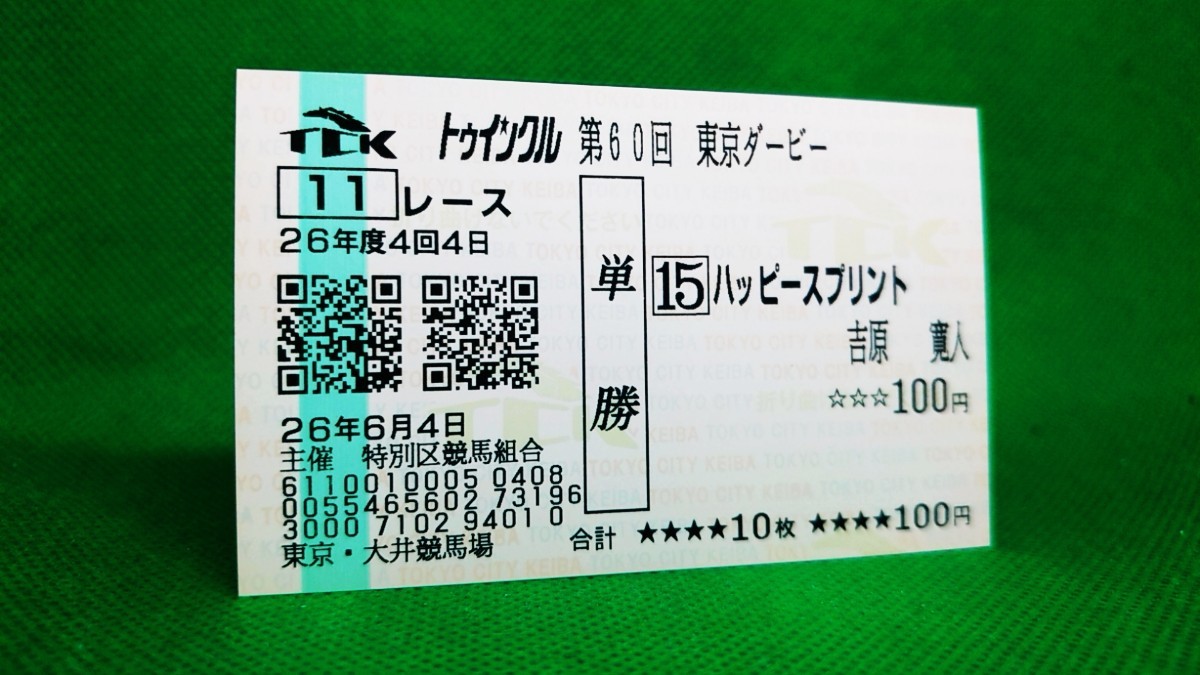 TCK トゥインクル 第60回 東京ダービー
11レース
26年度4回4日
26年6月4日
主催 特別区競馬組合
6110010005 0408
0055465602 73196
3000 7102 9401 0
東京・大井競馬場
単勝
15 ハッピースプリント
吉原 寛人
☆☆☆100円
合計 ★★★★10枚 ★★★★100円